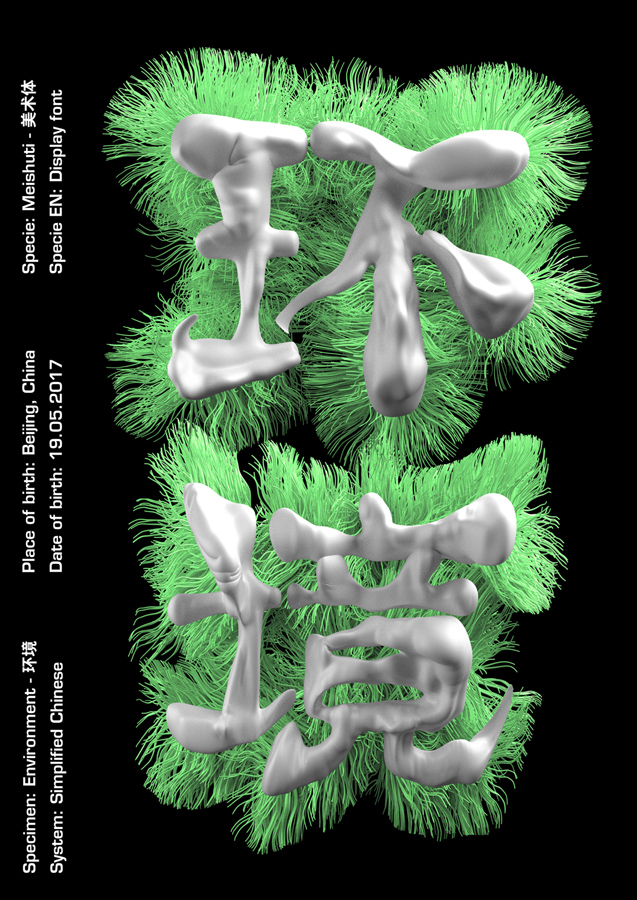 环
境
Specie: Meishuti - 美术体
Specie EN: Display font
Place of birth: Beijing, China
Date of birth: 19.05.2017
Specimen: Environment - 环境
System: Simplified Chinese